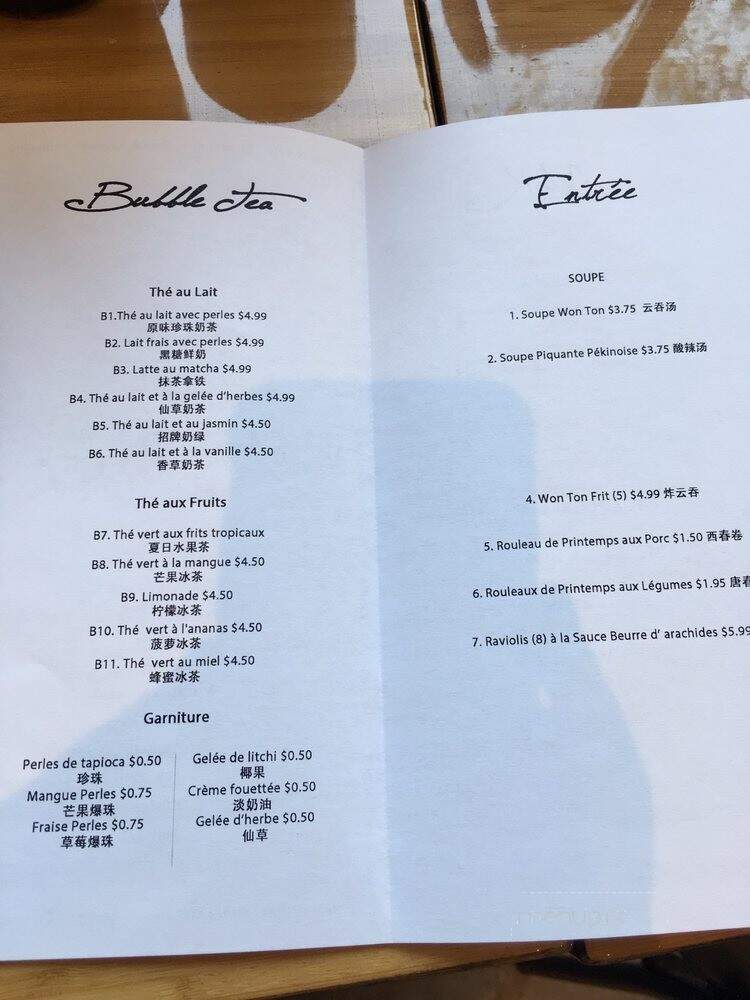 Bubble Tea
Thé au Lait
B1.Thé au lait avec perles $4.99
原味珍珠奶茶
B2. Lait frais avec perles $4.99
黑糖鲜奶
B3. Latte au matcha $4.99
抹茶拿铁
B4. Thé au lait et à la gelée d'herbes $4.99
仙草奶茶
B5. Thé au lait et au jasmin $4.50
招牌奶绿
B6. Thé au lait et à la vanille $4.50
香草奶茶
Thé aux Fruits
B7. Thé vert aux frits tropicaux
夏日水果茶
B8. Thé vert à la mangue $4.50
芒果冰茶
B9. Limonade $4.50
柠檬冰茶
B10. Thé vert à l'ananas $4.50
菠萝冰茶
B11. Thé vert au miel $4.50
蜂蜜冰茶
Garniture
Perles de tapioca $0.50
珍珠
Mangue Perles $0.75
芒果爆珠
Fraise Perles $0.75
草莓爆珠
Gelée de litchi $0.50
椰果
Crème fouettée $0.50
淡奶油
Gelée d'herbe $0.50
仙草
Entrée
SOUPE
1. Soupe Won Ton $3.75 云吞汤
2. Soupe Piquante Pékinoise $3.75 酸辣汤
4. Won Ton Frit (5) $4.99 炸云吞
5. Rouleau de Printemps aux Porc $1.50 西春卷
6. Rouleaux de Printemps aux Légumes $1.95 唐春
7. Raviolis (8) à la Sauce Beurre d' arachides $5.99